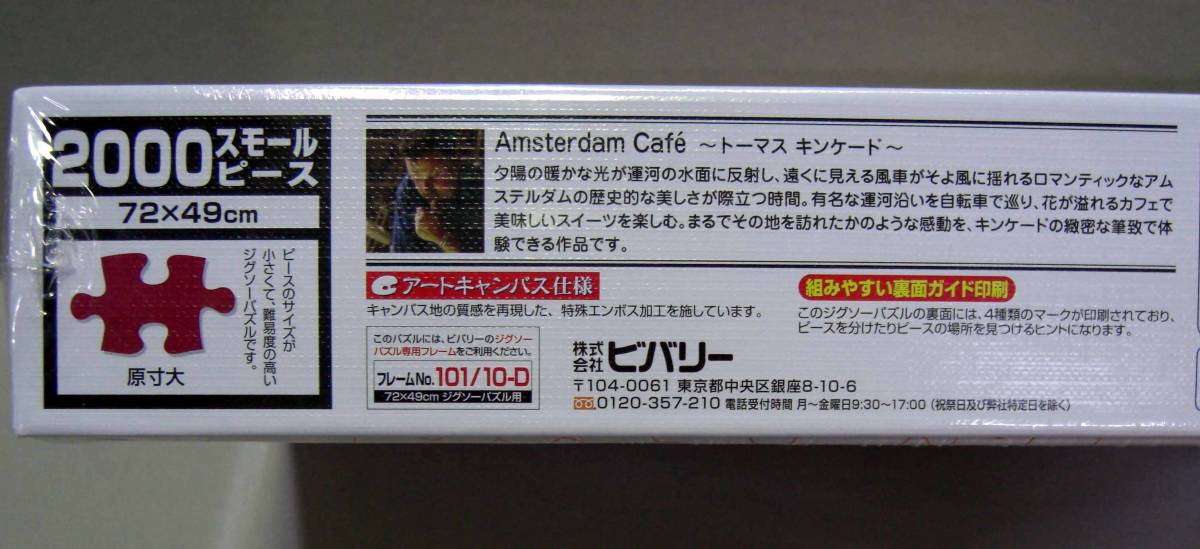 2000スモールピース
72×49cm
ピースのサイズが
小さくて、難易度の高い
ジグソーパズルです。
原寸大
Amsterdam Café ～トーマス キンケード～
夕陽の暖かな光が運河の水面に反射し、遠くに見える風車がそよ風に揺れるロマンティックなアム
ステルダムの歴史的な美しさが際立つ時間。有名な運河沿いを自転車で巡り、花が溢れるカフェで
美味しいスイーツを楽しむ。まるでその地を訪れたかのような感動を、キンケードの緻密な筆致で体
験できる作品です。
アートキャンバス仕様
キャンバス地の質感を再現した、特殊エンボス加工を施しています。
組みやすい裏面ガイド印刷
このジグソーパズルの裏面には、4種類のマークが印刷されており、
ピースを分けたりピースの場所を見つけるヒントになります。
このパズルには、ビバリーのジグソー
パズル専用フレームをご利用ください。
フレームNo.101/10-D
72×49cm ジグソーパズル用
株式会社 ビバリー
〒104-0061 東京都中央区銀座8-10-6
0120-357-210 電話受付時間 月～金曜日9:30～17:00 (祝祭日及び弊社特定日を除く)